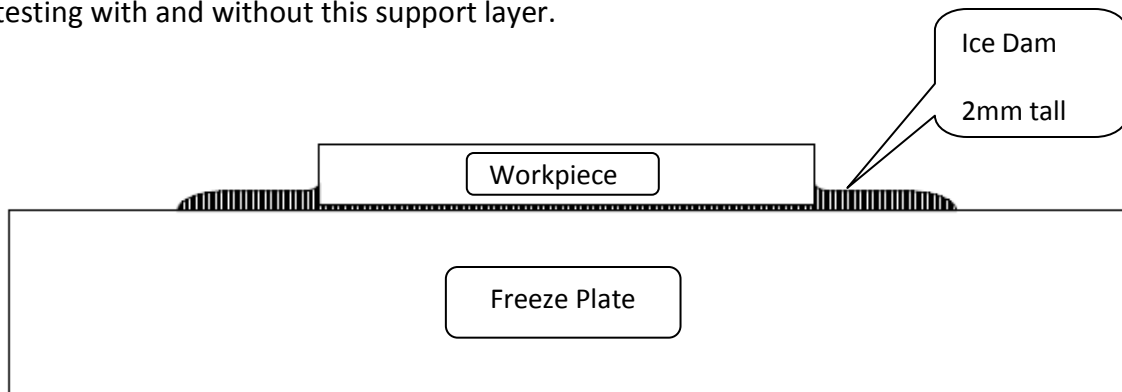 testing with and without this support layer.
Ice Dam
2mm tall
Workpiece
Freeze Plate